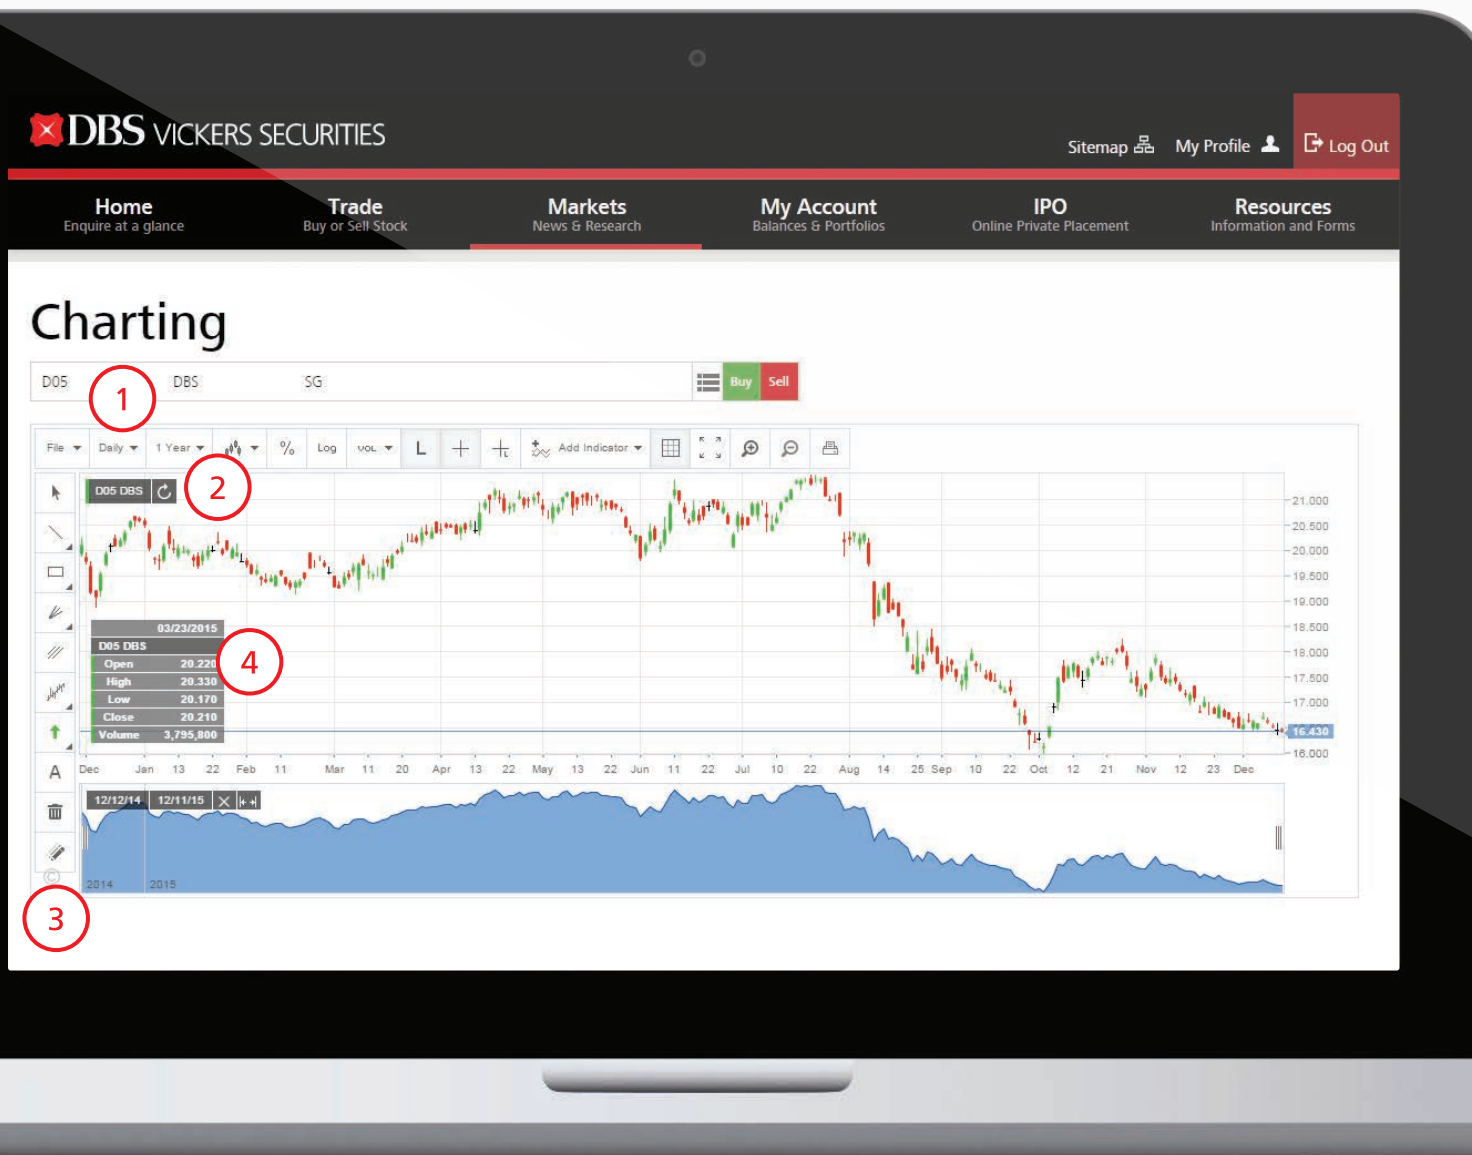 DBS VICKERS SECURITIES
Sitemap My Profile Log Out
Home Trade Markets My Account IPO Resources
Enquire at a glance Buy or Sell Stock News & Research Balances & Portfolios Online Private Placement Information and Forms
Charting
D05 DBS SG Buy Sell
1
File Daily 1 Year % Log VOL L Add Indicator
D05 DBS
2
21.000
20.500
20.000
19.500
19.000
18.500
18.000
17.500
17.000
16.430
16.000
03/23/2015
D05 DBS
Open 20.220
High 20.330
Low 20.170
Close 20.210
Volume 3,795,800
4
A
Dec Jan 13 22 Feb 11 Mar 11 20 Apr 13 22 May 13 22 Jun 11 22 Jul 10 22 Aug 14 25 Sep 10 22 Oct 12 21 Nov 12 23 Dec
12/12/14 12/11/15
©
2014 2015
3